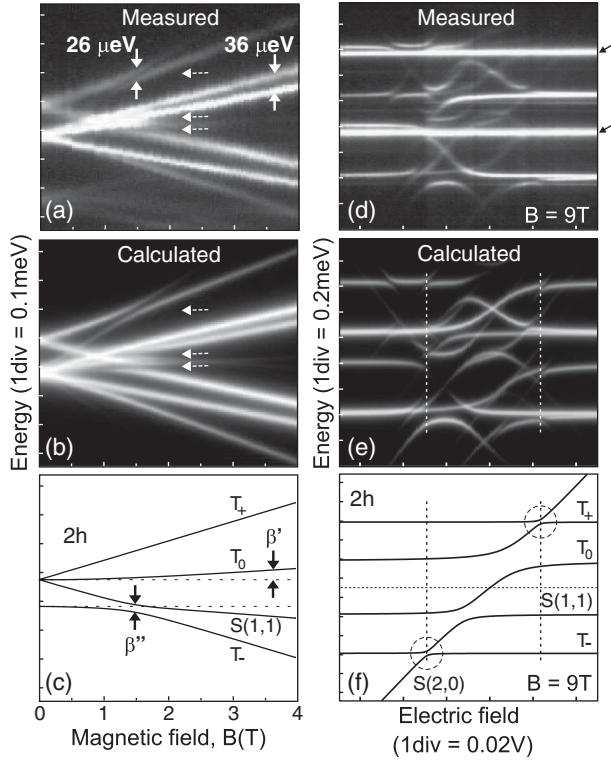 Measured
26 μeV
36 μeV
(a)
Measured
(d)
B = 9T
Calculated
(b)
Calculated
(e)
Energy (1div = 0.1meV)
Energy (1div = 0.2meV)
2h
T+
T0
β'
β"
S(1,1)
T-
(c)
0
1
2
3
4
Magnetic field, B(T)
2h
T+
T0
S(1,1)
T-
(f)
S(2,0)
B = 9T
Electric field
(1div = 0.02V)